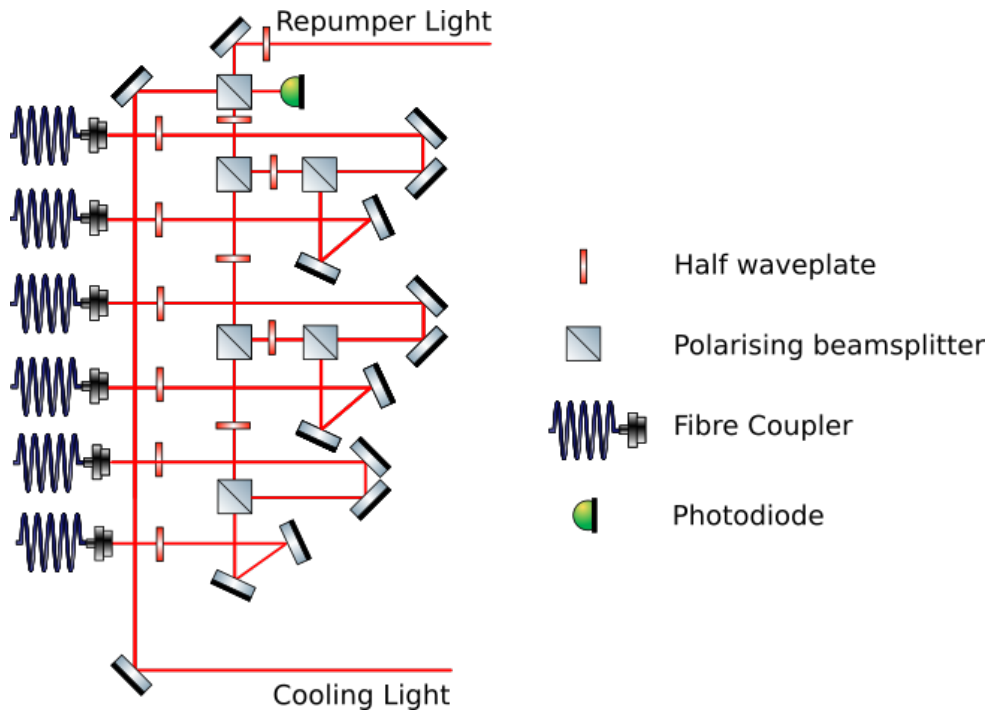 Repumper Light
Half waveplate
Polarising beamsplitter
Fibre Coupler
Photodiode
Cooling Light